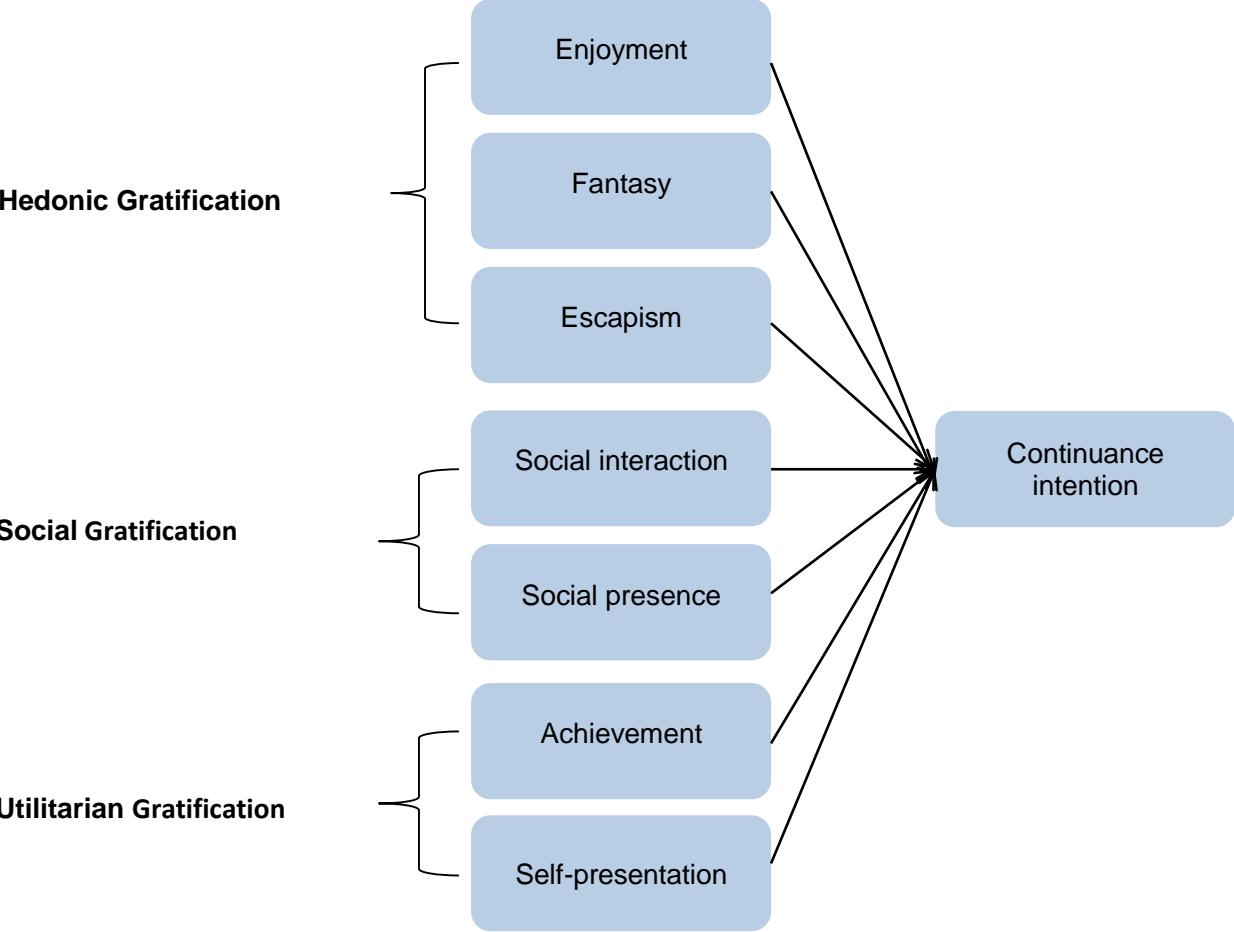 Enjoyment
Fantasy
Hedonic Gratification
Escapism
Social interaction
Continuance
intention
Social Gratification
Social presence
Achievement
Utilitarian Gratification
Self-presentation